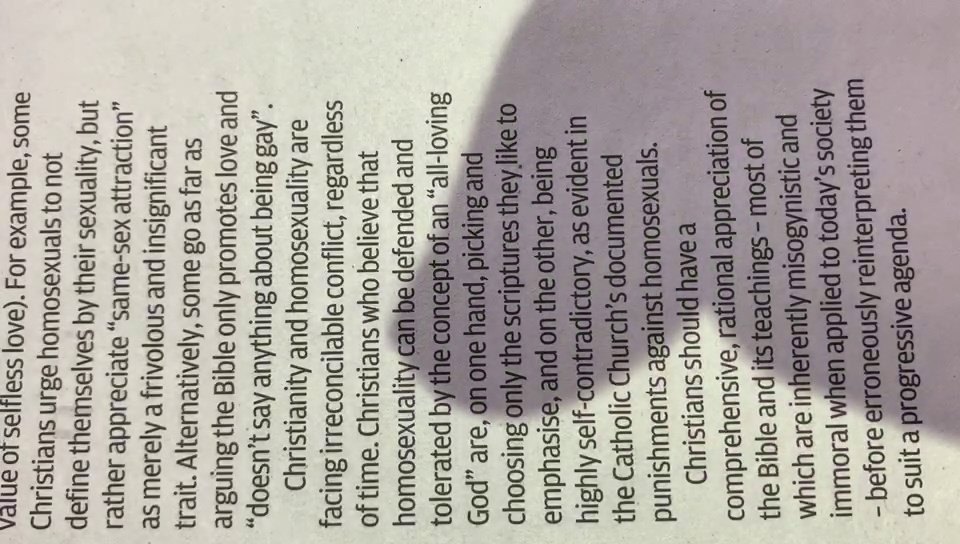 value of selfless love). For example, some
Christians urge homosexuals to not
define themselves by their sexuality, but
rather appreciate “same-sex attraction”
as merely a frivolous and insignificant
trait. Alternatively, some go as far as
arguing the Bible only promotes love and
“doesn't say anything about being gay”.
Christianity and homosexuality are
facing irreconcilable conflict, regardless
of time. Christians who believe that
homosexuality can be defended and
tolerated by the concept of an “all-loving
God” are, on one hand, picking and
choosing only the scriptures they like to
emphasise, and on the other, being
highly self-contradictory, as evident in
the Catholic Church's documented
punishments against homosexuals.
Christians should have a
comprehensive, rational appreciation of
the Bible and its teachings – most of
which are inherently misogynistic and
immoral when applied to today's society
– before erroneously reinterpreting them
to suit a progressive agenda.